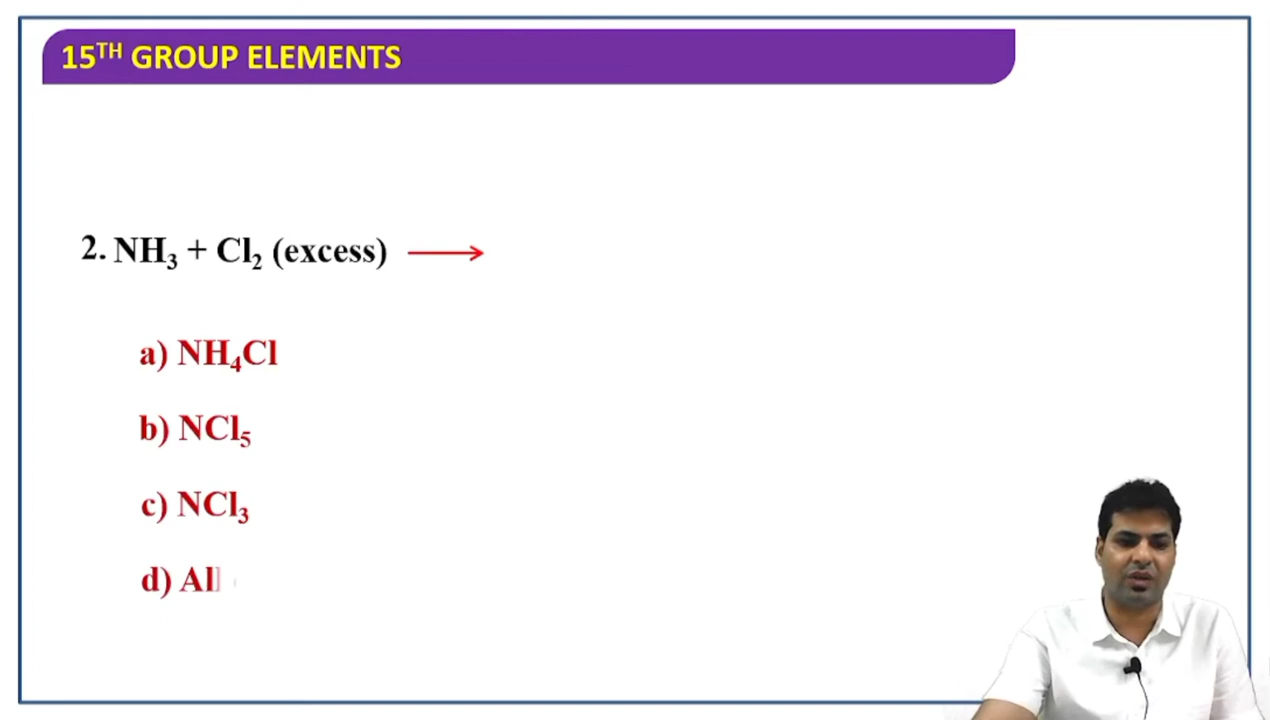 15TH GROUP ELEMENTS
2. NH₃ + Cl₂ (excess) ⟶
a) NH₄Cl
b) NCl₅
c) NCl₃
d) All